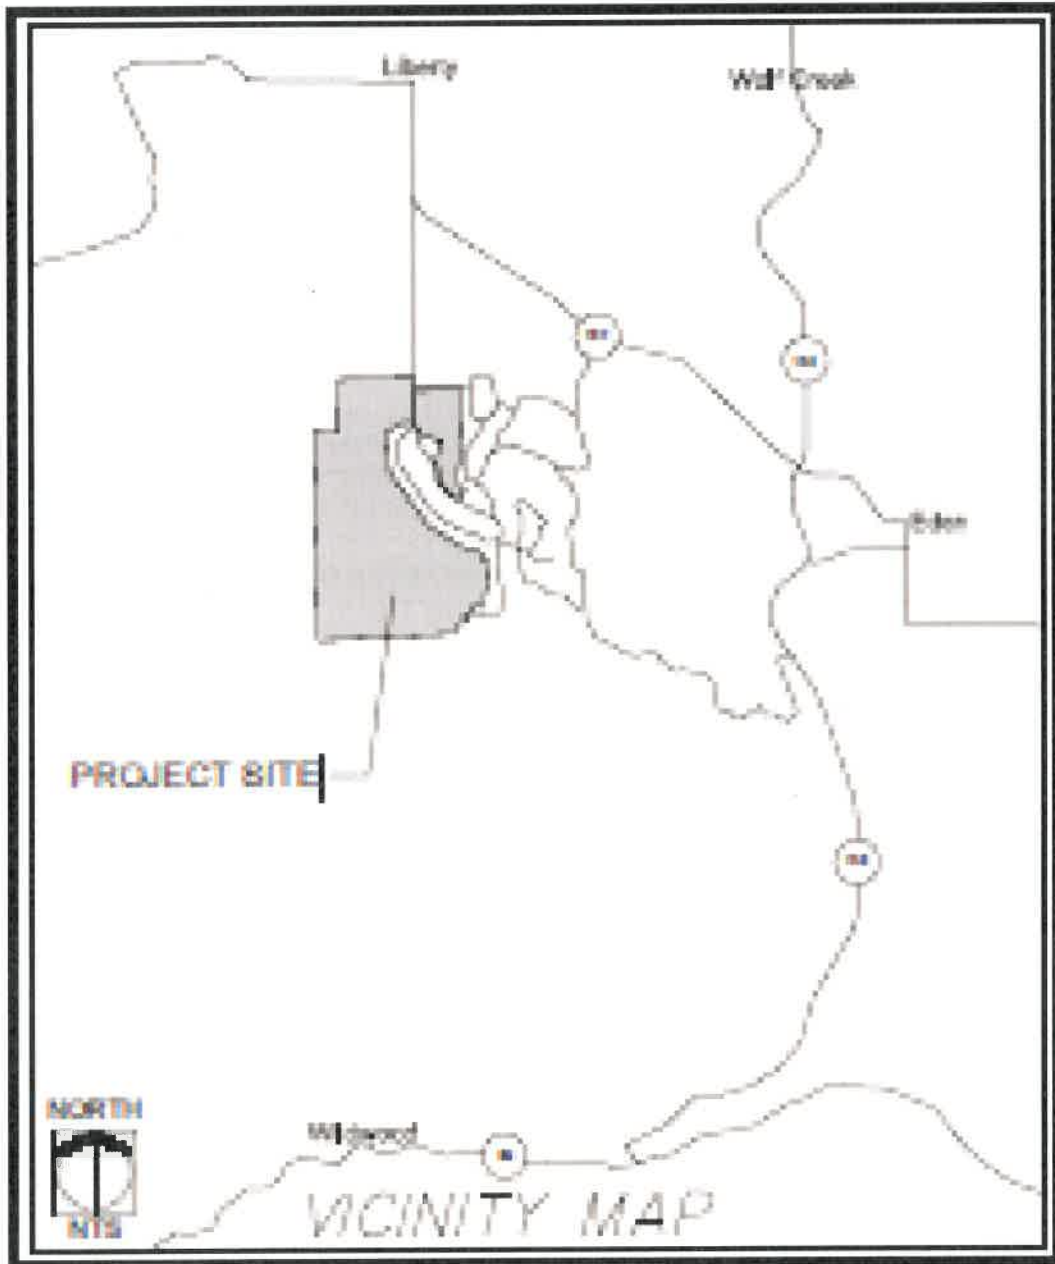 Liberty
Wolf Creek
Eden
PROJECT SITE
NORTH
NTS
Wildwood
VICINITY MAP